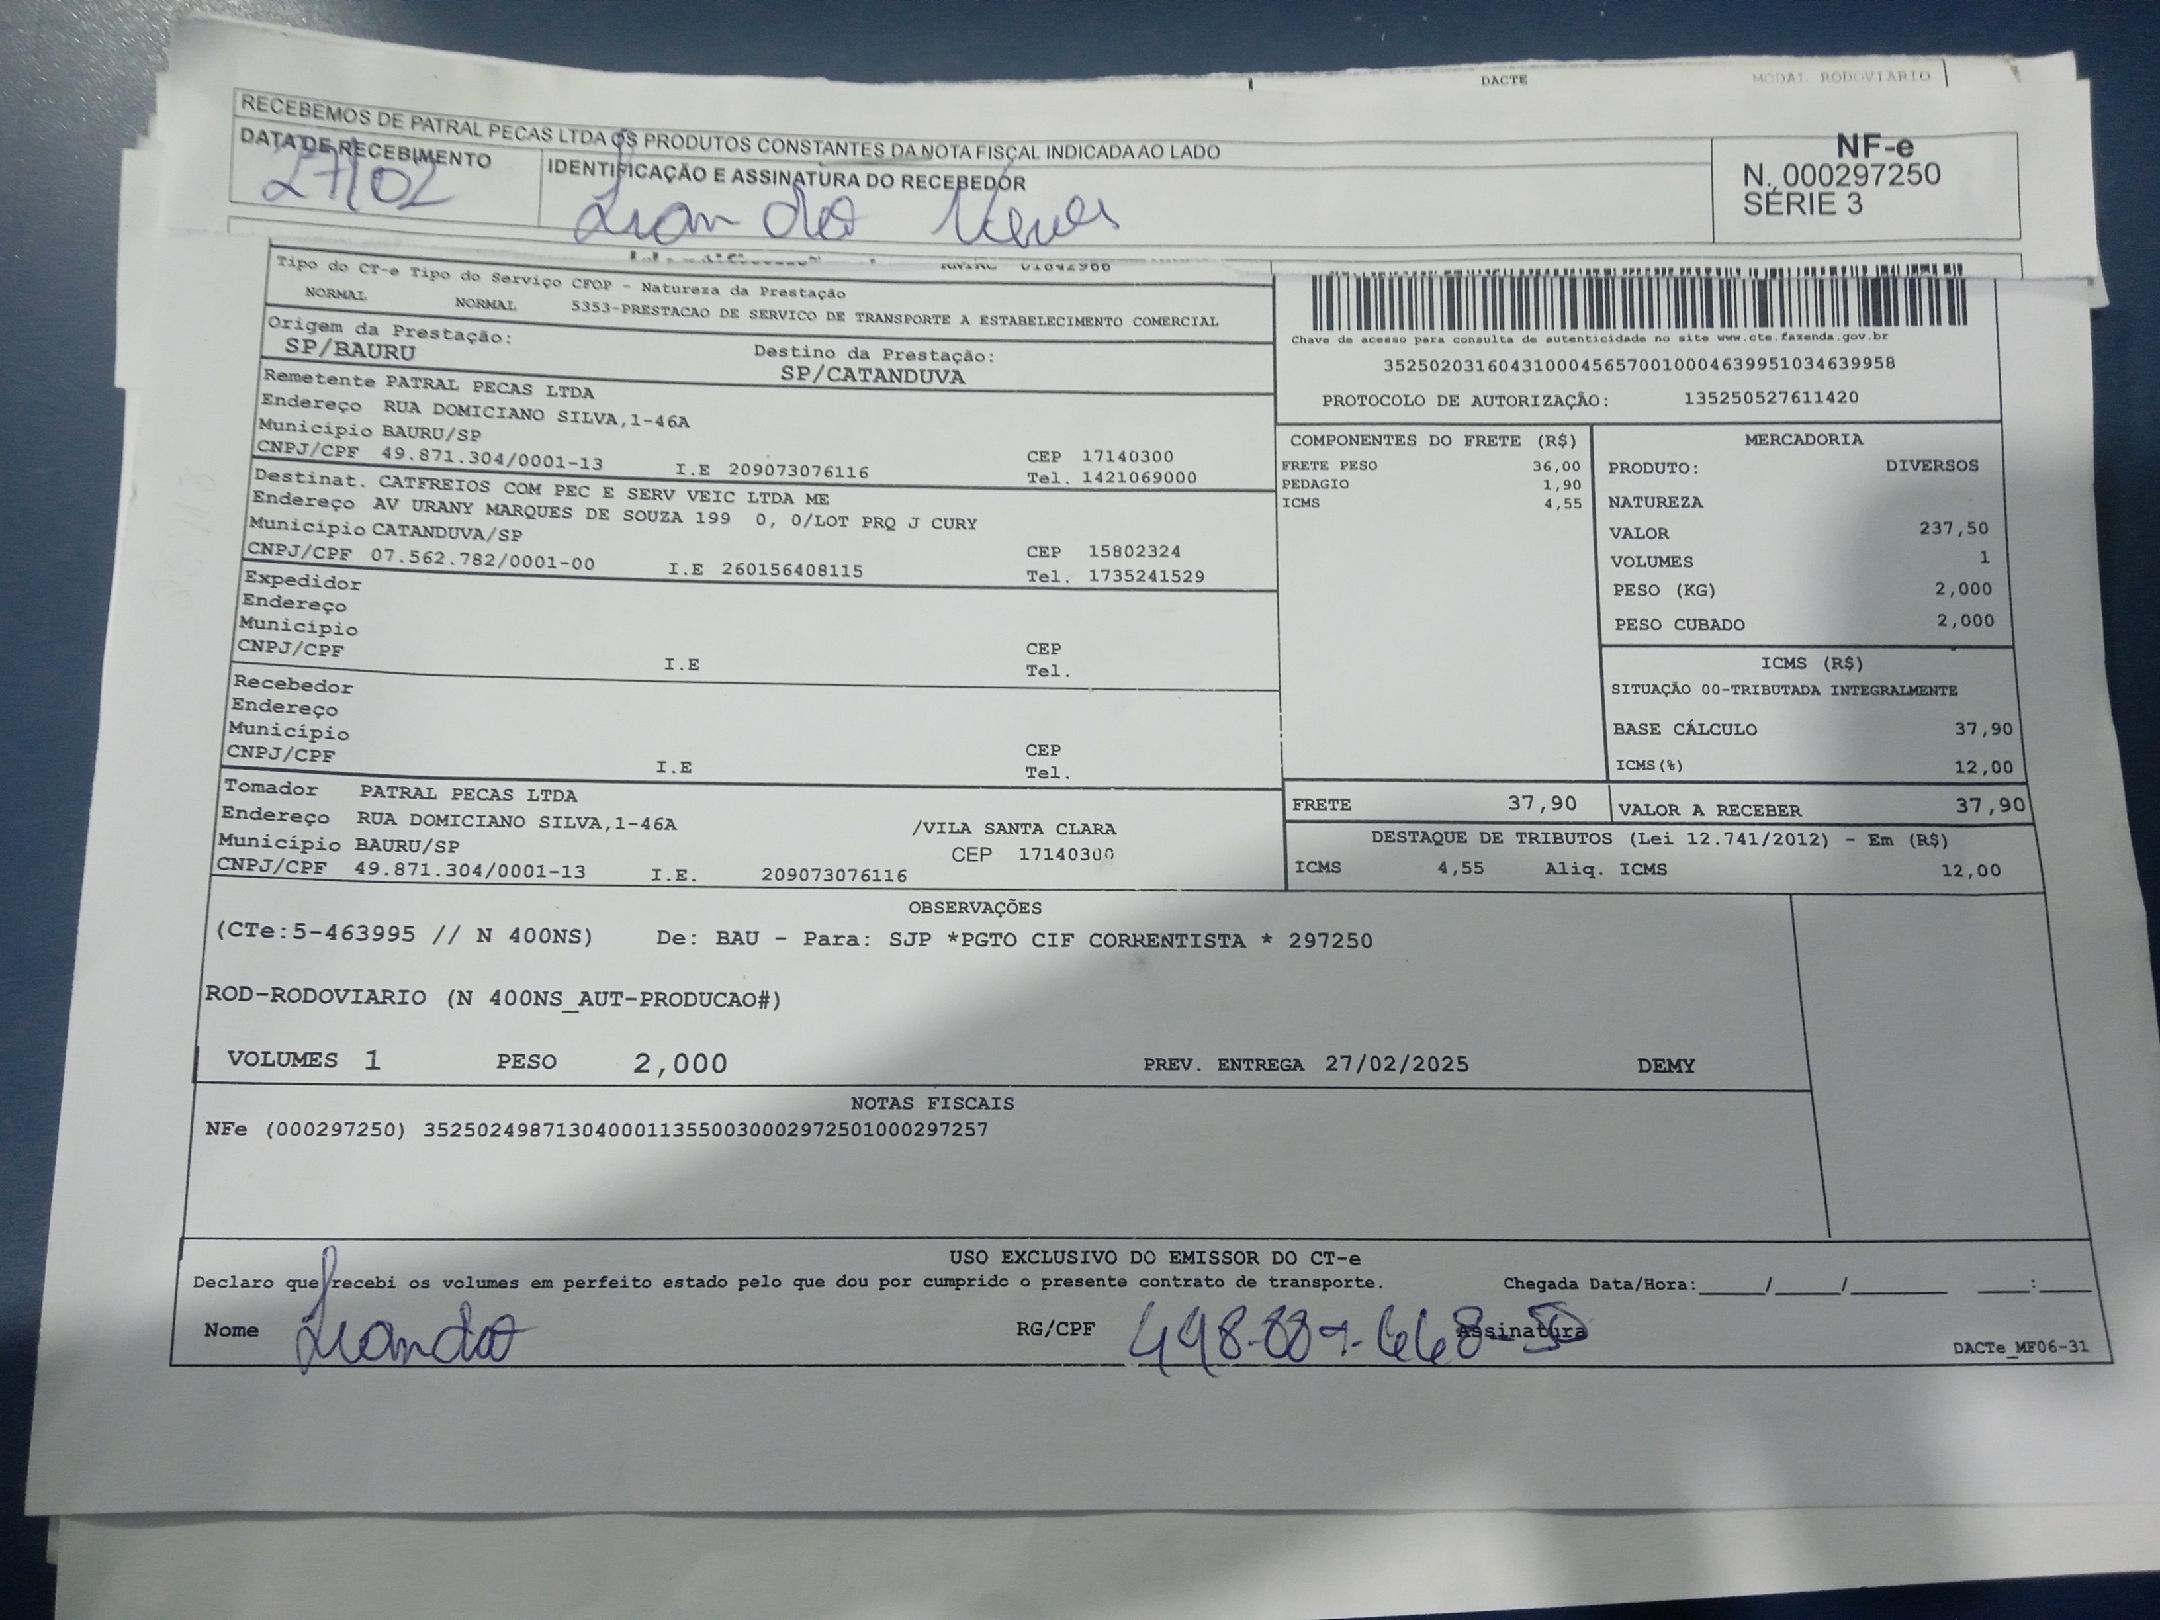 DACTE MODAL RODOVIARIO
RECEBEMOS DE PATRAL PECAS LTDA OS PRODUTOS CONSTANTES DA NOTA FISCAL INDICADA AO LADO
DATA DE RECEBIMENTO IDENTIFICAÇÃO E ASSINATURA DO RECEBEDOR
27/02
NF-e
N. 000297250
SÉRIE 3
Tipo do CT-e Tipo do Serviço CFOP - Natureza da Prestação
NORMAL NORMAL 5353-PRESTACAO DE SERVICO DE TRANSPORTE A ESTABELECIMENTO COMERCIAL
Origem da Prestação: Destino da Prestação:
SP/BAURU SP/CATANDUVA
Remetente PATRAL PECAS LTDA
Endereço RUA DOMICIANO SILVA,1-46A
Município BAURU/SP CEP 17140300
CNPJ/CPF 49.871.304/0001-13 I.E 209073076116 Tel. 1421069000
Destinat. CATFREIOS COM PEC E SERV VEIC LTDA ME
Endereço AV URANY MARQUES DE SOUZA 199 0, 0/LOT PRQ J CURY
Município CATANDUVA/SP CEP 15802324
CNPJ/CPF 07.562.782/0001-00 I.E 260156408115 Tel. 1735241529
Expedidor
Endereço
Município CEP
CNPJ/CPF I.E Tel.
Recebedor
Endereço
Município CEP
CNPJ/CPF I.E Tel.
Tomador PATRAL PECAS LTDA
Endereço RUA DOMICIANO SILVA,1-46A /VILA SANTA CLARA
Município BAURU/SP CEP 17140300
CNPJ/CPF 49.871.304/0001-13 I.E. 209073076116
Chave de acesso para consulta de autenticidade no site www.cte.fazenda.gov.br
35250203160431000456570010004639951034639958
PROTOCOLO DE AUTORIZAÇÃO: 135250527611420
COMPONENTES DO FRETE (R$)
FRETE PESO 36,00
PEDAGIO 1,90
ICMS 4,55
MERCADORIA
PRODUTO: DIVERSOS
NATUREZA
VALOR 237,50
VOLUMES 1
PESO (KG) 2,000
PESO CUBADO 2,000
ICMS (R$)
SITUAÇÃO 00-TRIBUTADA INTEGRALMENTE
BASE CÁLCULO 37,90
ICMS(%) 12,00
FRETE 37,90 VALOR A RECEBER 37,90
DESTAQUE DE TRIBUTOS (Lei 12.741/2012) - Em (R$)
ICMS 4,55 Aliq. ICMS 12,00
OBSERVAÇÕES
(CTe:5-463995 // N 400NS) De: BAU - Para: SJP *PGTO CIF CORRENTISTA * 297250
ROD-RODOVIARIO (N 400NS_AUT-PRODUCAO#)
VOLUMES 1 PESO 2,000 PREV. ENTREGA 27/02/2025 DEMY
NOTAS FISCAIS
NFe (000297250) 35250249871304000113550030002972501000297257
USO EXCLUSIVO DO EMISSOR DO CT-e
Declaro que recebi os volumes em perfeito estado pelo que dou por cumprido o presente contrato de transporte. Chegada Data/Hora:____/____/______ ___:___
Nome RG/CPF Assinatura
DACTe_MF06-31